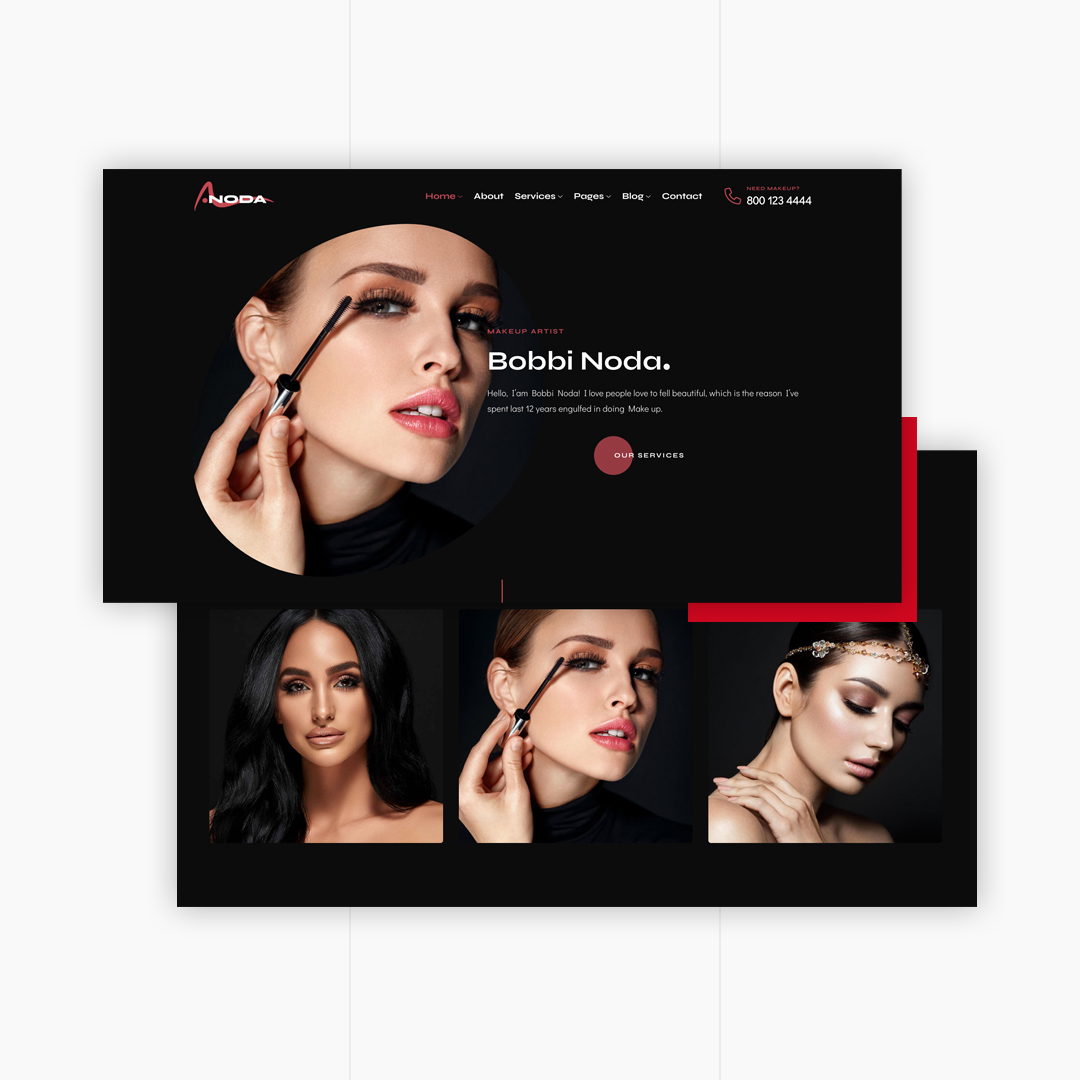 NODA
Home About Services Pages Blog Contact
NEED MAKEUP?
800 123 4444
MAKEUP ARTIST
Bobbi Noda.
Hello, I'am Bobbi Noda! I love people love to fell beautiful, which is the reason I've
spent last 12 years engulfed in doing Make up.
OUR SERVICES